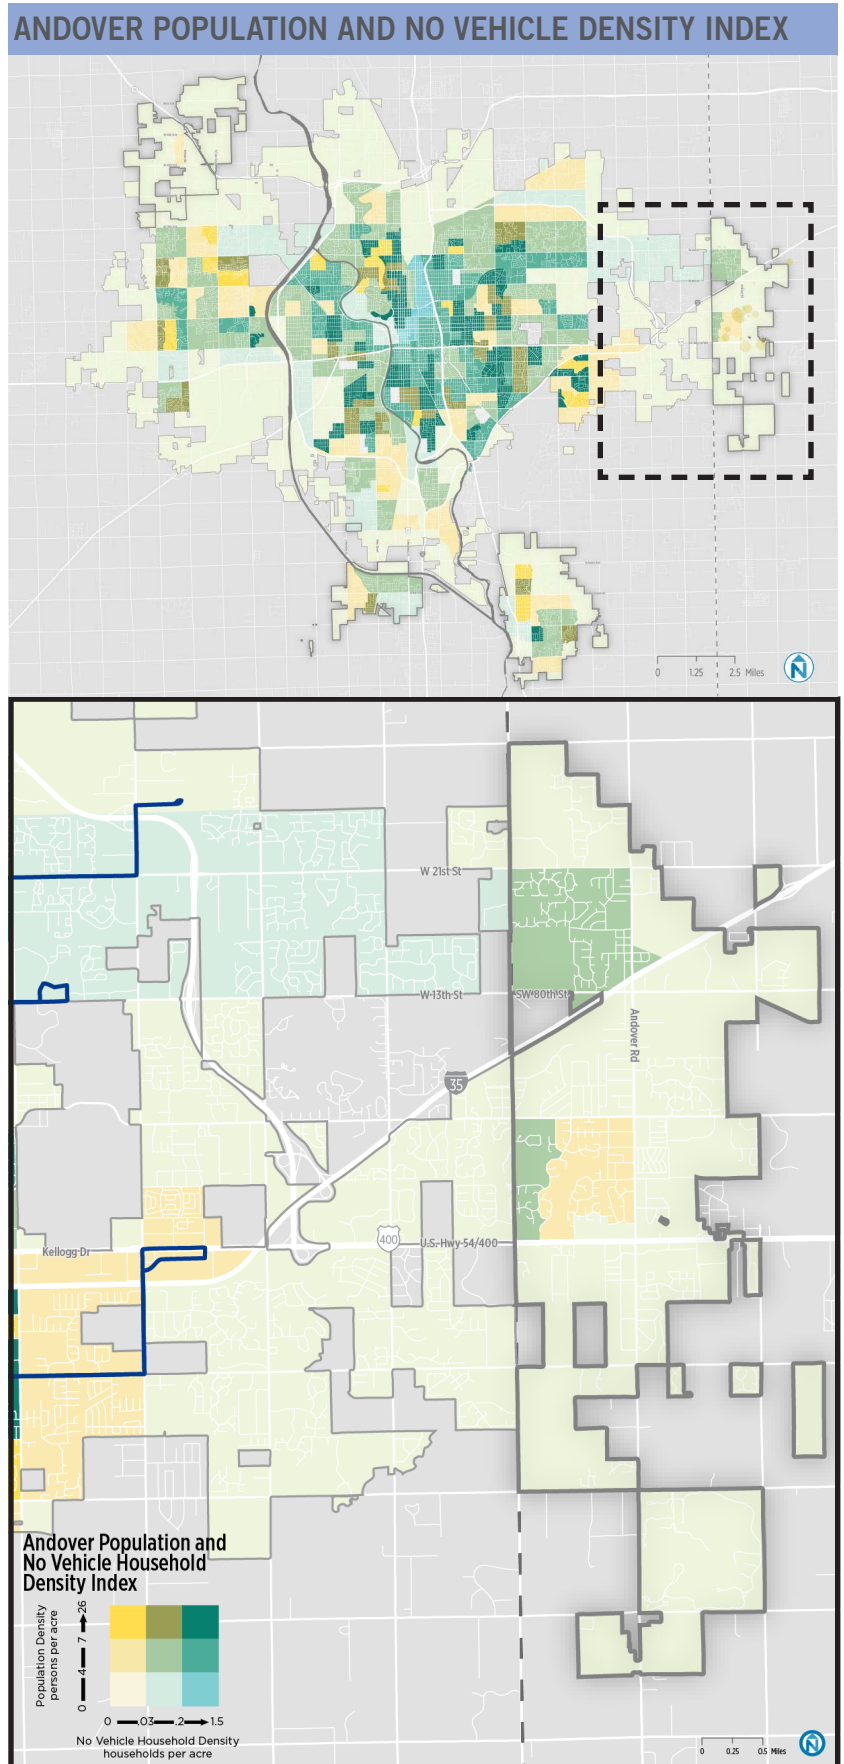 ANDOVER POPULATION AND NO VEHICLE DENSITY INDEX
0 1.25 2.5 Miles
N
W 21st St
W 13th St
SW 80th St
Andover Rd
35
400
U.S. Hwy 54/400
Kellogg Dr
Andover Population and
No Vehicle Household
Density Index
Population Density
persons per acre
0 4 7 26
0 .03 .2 1.5
No Vehicle Household Density
households per acre
0 0.25 0.5 Miles
N